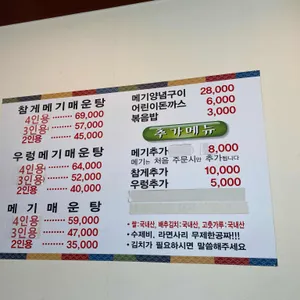 참게메기매운탕
4인용 ········ 69,000
3인용 ········ 57,000
2인용 ········ 45,000
우렁메기매운탕
4인용 ········ 64,000
3인용 ········ 52,000
2인용 ········ 40,000
메기매운탕
4인용 ········ 59,000
3인용 ········ 47,000
2인용 ········ 35,000
메기양념구이 28,000
어린이돈까스 6,000
볶음밥 3,000
추가메뉴
메기추가 8,000
메기는 처음 주문시만 추가됩니다
참게추가 10,000
우렁추가 5,000
* 쌀:국내산, 배추김치:국내산, 고춧가루:국내산
* 수제비, 라면사리 무제한공짜!!!
* 김치가 필요하시면 말씀해주세요